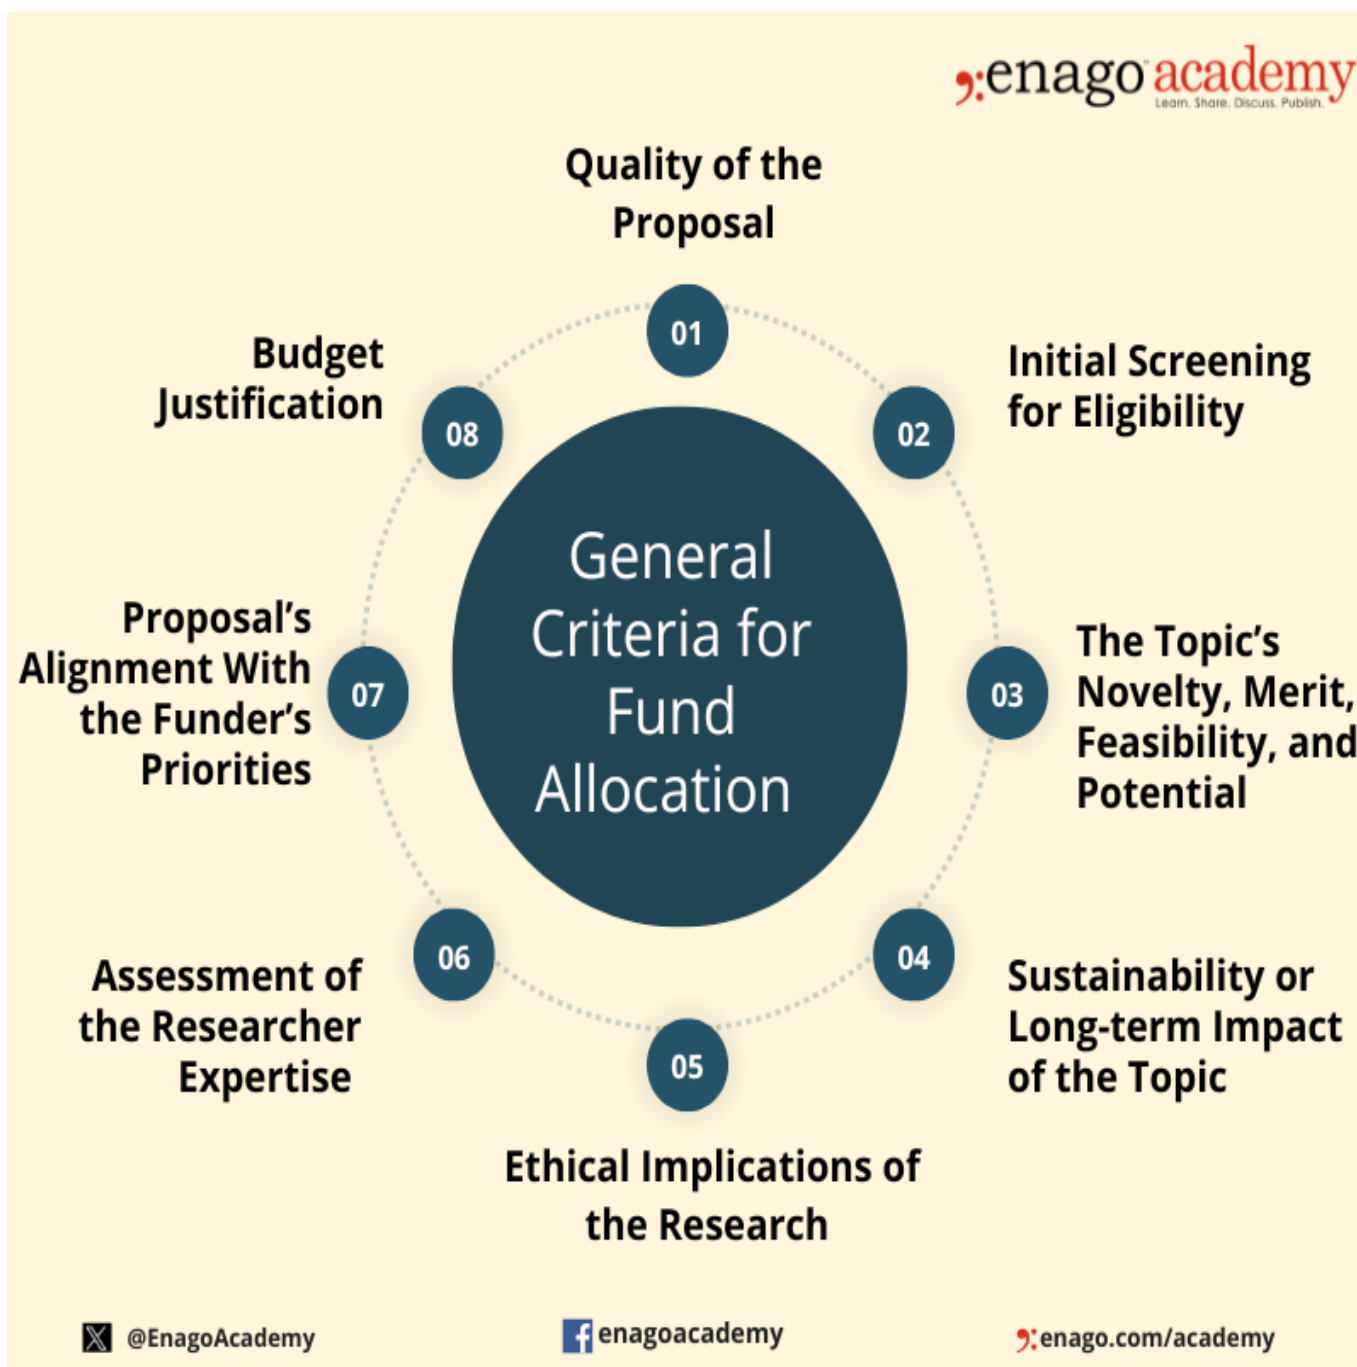 enago academy
Learn. Share. Discuss. Publish.
Quality of the
Proposal
01
Initial Screening
for Eligibility
02
The Topic's
Novelty, Merit,
Feasibility, and
Potential
03
Sustainability or
Long-term Impact
of the Topic
04
Ethical Implications of
the Research
05
Assessment of
the Researcher
Expertise
06
Proposal's
Alignment With
the Funder's
Priorities
07
Budget
Justification
08
General
Criteria for
Fund
Allocation
@EnagoAcademy
enagoacademy
enago.com/academy